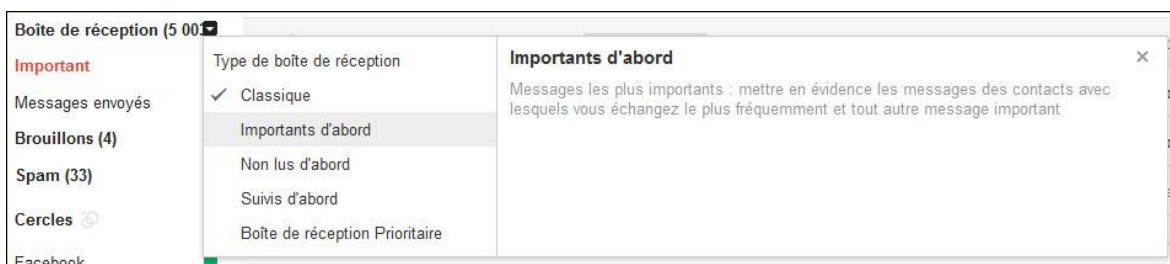 Boîte de réception (5 003
Important
Messages envoyés
Brouillons (4)
Spam (33)
Cercles
Facebook
Type de boîte de réception
Classique
Importants d'abord
Non lus d'abord
Suivis d'abord
Boîte de réception Prioritaire
Importants d'abord
Messages les plus importants : mettre en évidence les messages des contacts avec
lesquels vous échangez le plus fréquemment et tout autre message important